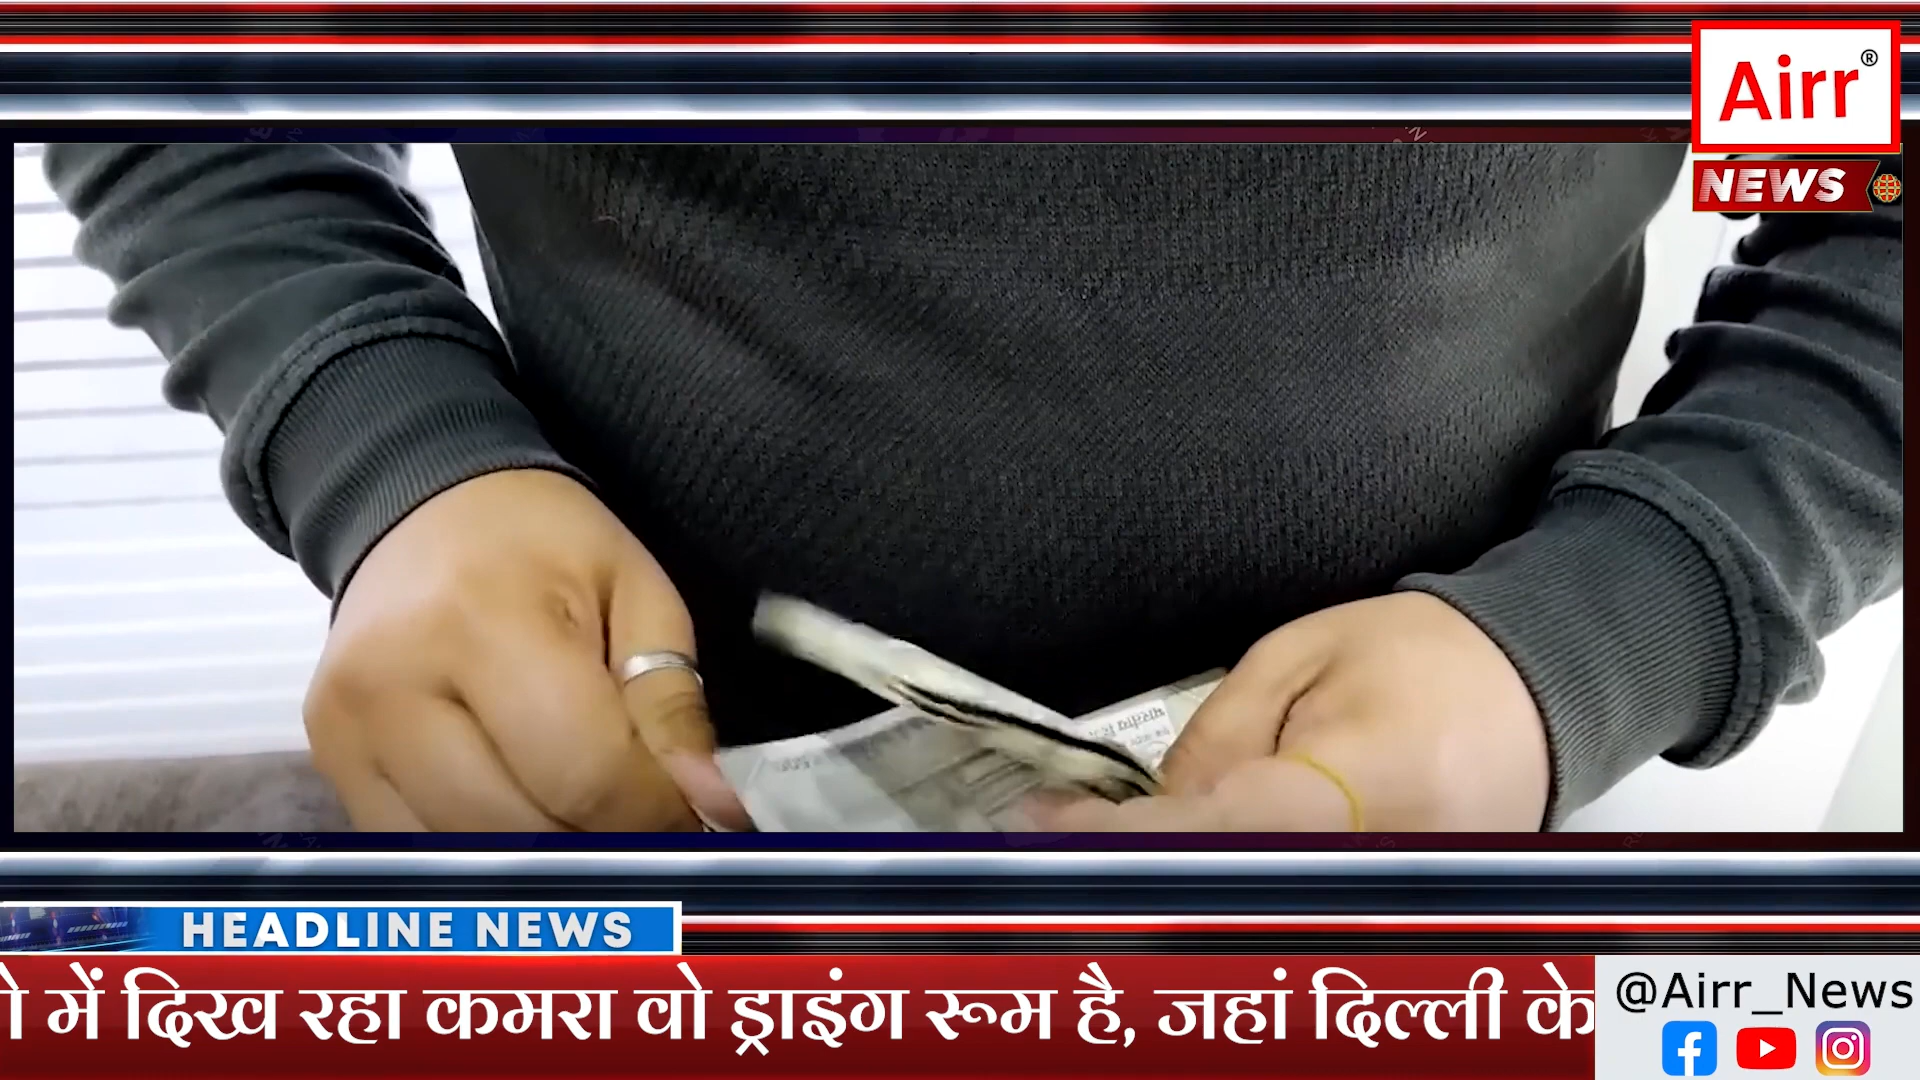 Airr®
NEWS
HEADLINE NEWS
में दिख रहा कमरा वो ड्राइंग रूम है, जहां दिल्ली के
@Airr_News